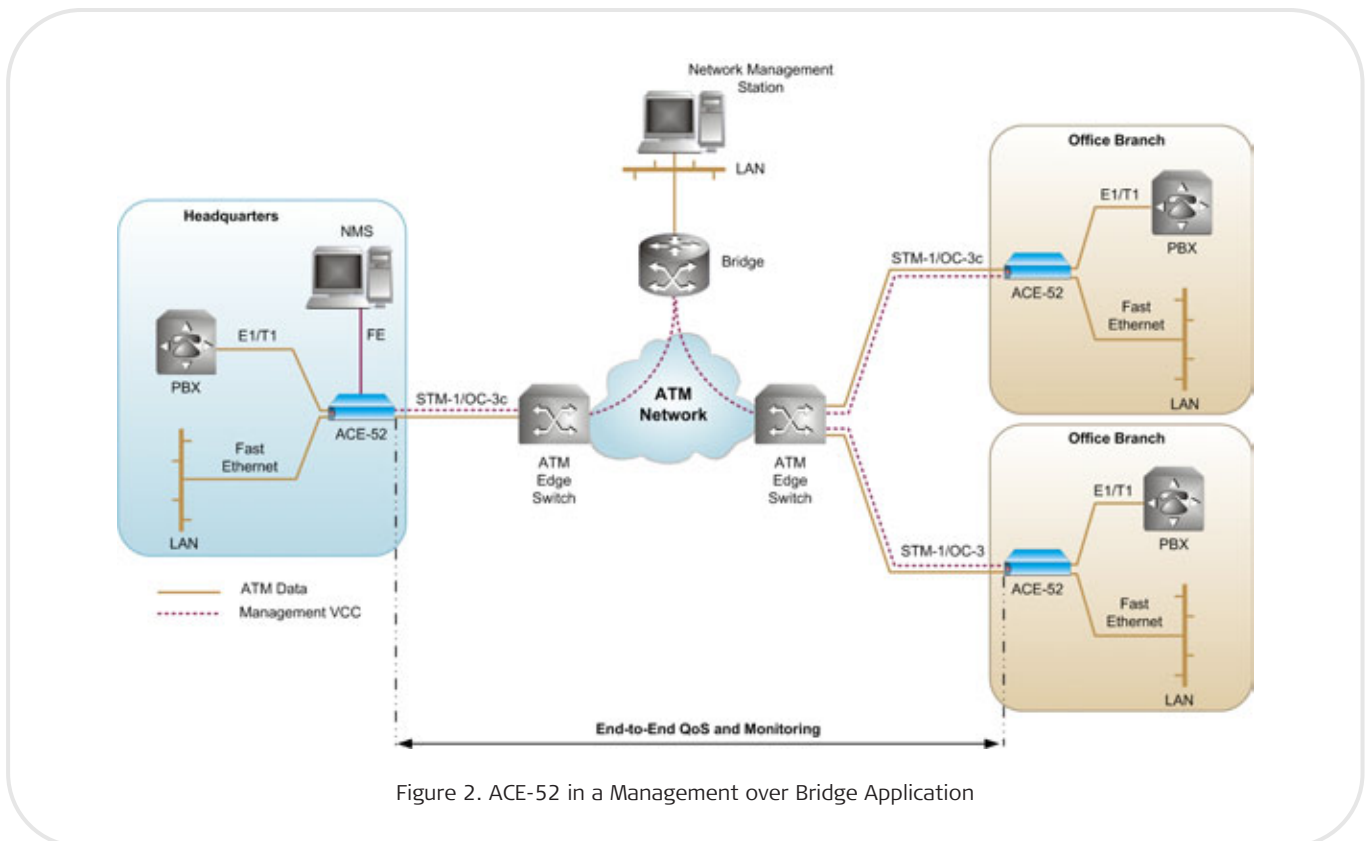 Network Management
Station
LAN
Bridge
Headquarters
NMS
FE
E1/T1
PBX
ACE-52
Fast
Ethernet
LAN
STM-1/OC-3c
ATM
Edge
Switch
ATM
Network
ATM
Edge
Switch
STM-1/OC-3c
Office Branch
E1/T1
PBX
ACE-52
Fast
Ethernet
LAN
STM-1/OC-3
Office Branch
E1/T1
PBX
ACE-52
Fast
Ethernet
LAN
ATM Data
Management VCC
End-to-End QoS and Monitoring
Figure 2. ACE-52 in a Management over Bridge Application